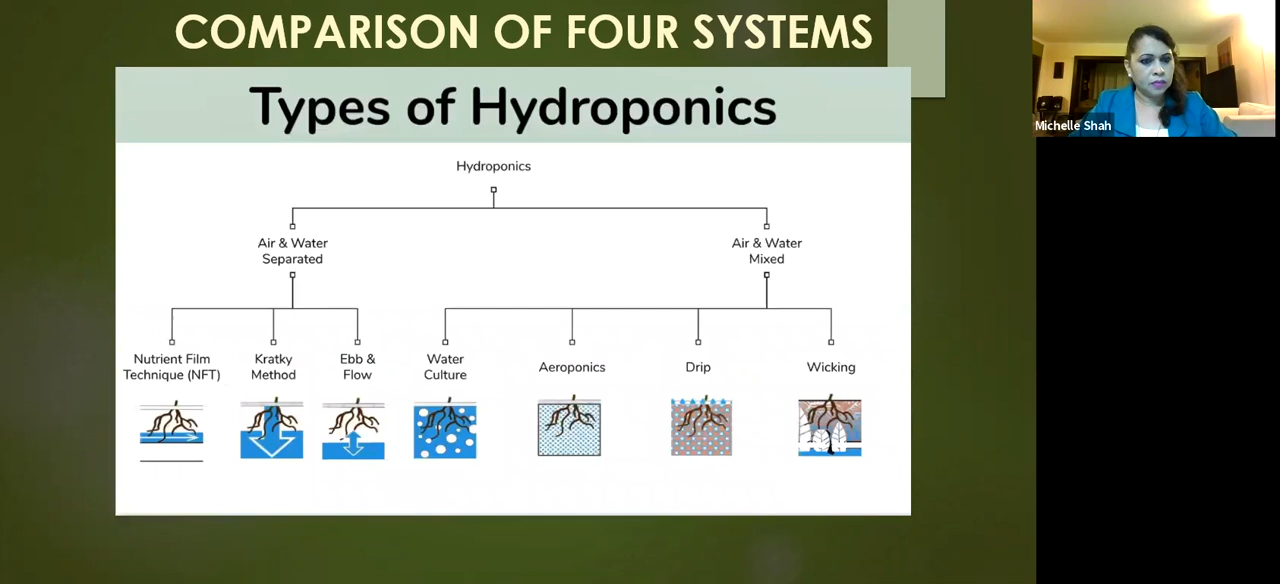 COMPARISON OF FOUR SYSTEMS
Types of Hydroponics
Hydroponics
Air & Water
Separated
Air & Water
Mixed
Nutrient Film
Technique (NFT)
Kratky
Method
Ebb &
Flow
Water
Culture
Aeroponics
Drip
Wicking
Michelle Shah